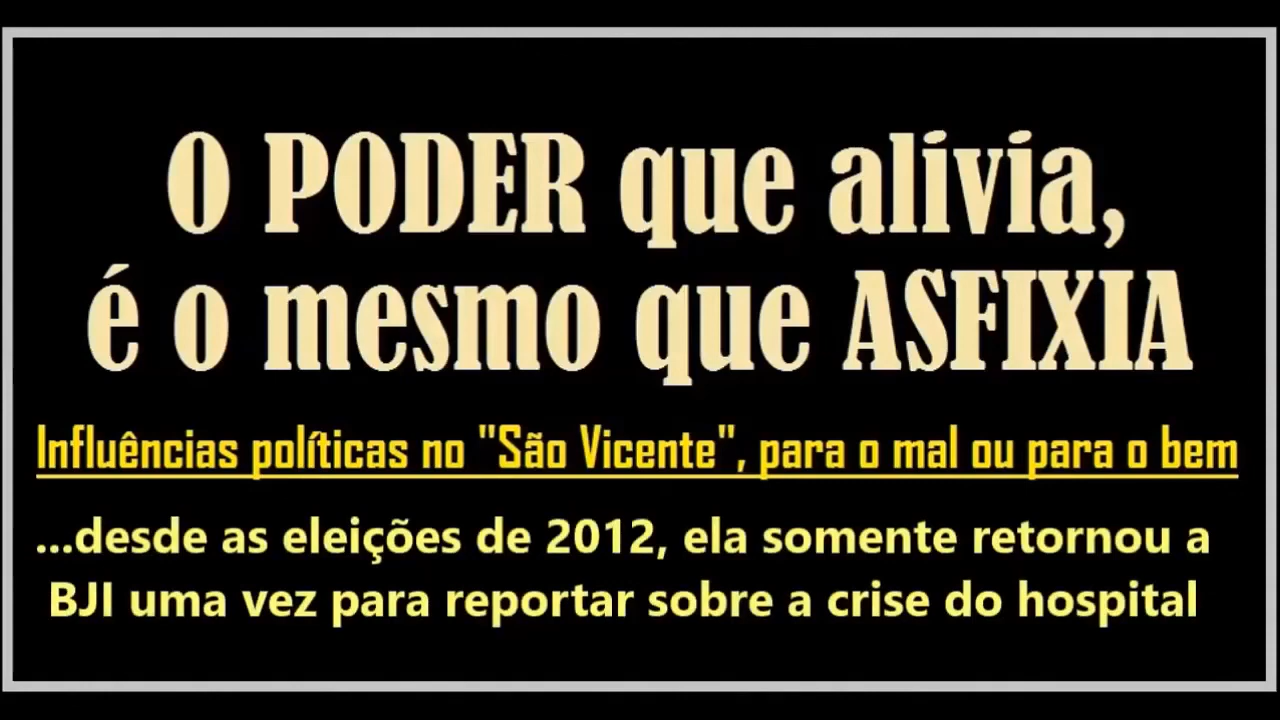 O PODER que alivia,
é o mesmo que ASFIXIA
Influências políticas no "São Vicente", para o mal ou para o bem
...desde as eleições de 2012, ela somente retornou a
BJI uma vez para reportar sobre a crise do hospital